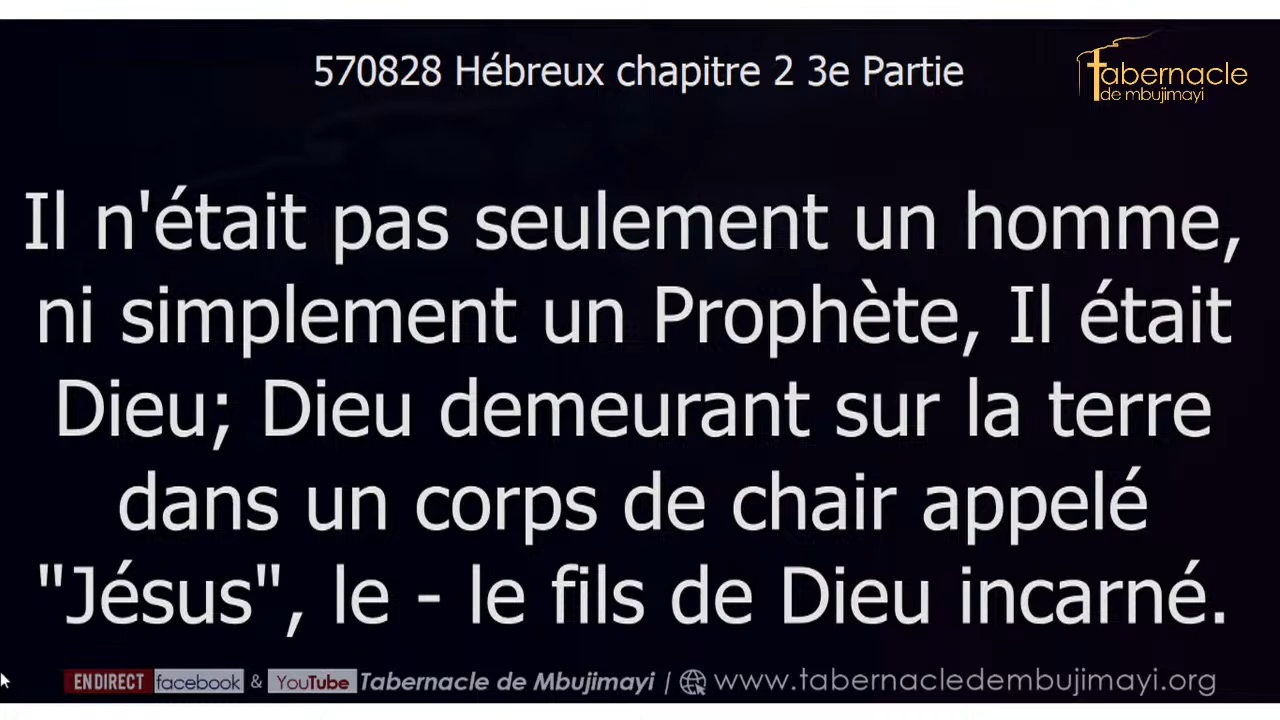 570828 Hébreux chapitre 2 3e Partie
Tabernacle
de mbujimayi
Il n'était pas seulement un homme,
ni simplement un Prophète, Il était
Dieu; Dieu demeurant sur la terre
dans un corps de chair appelé
"Jésus", le - le fils de Dieu incarné.
EN DIRECT facebook & YouTube Tabernacle de Mbujimayi | www.tabernacledembujimayi.org